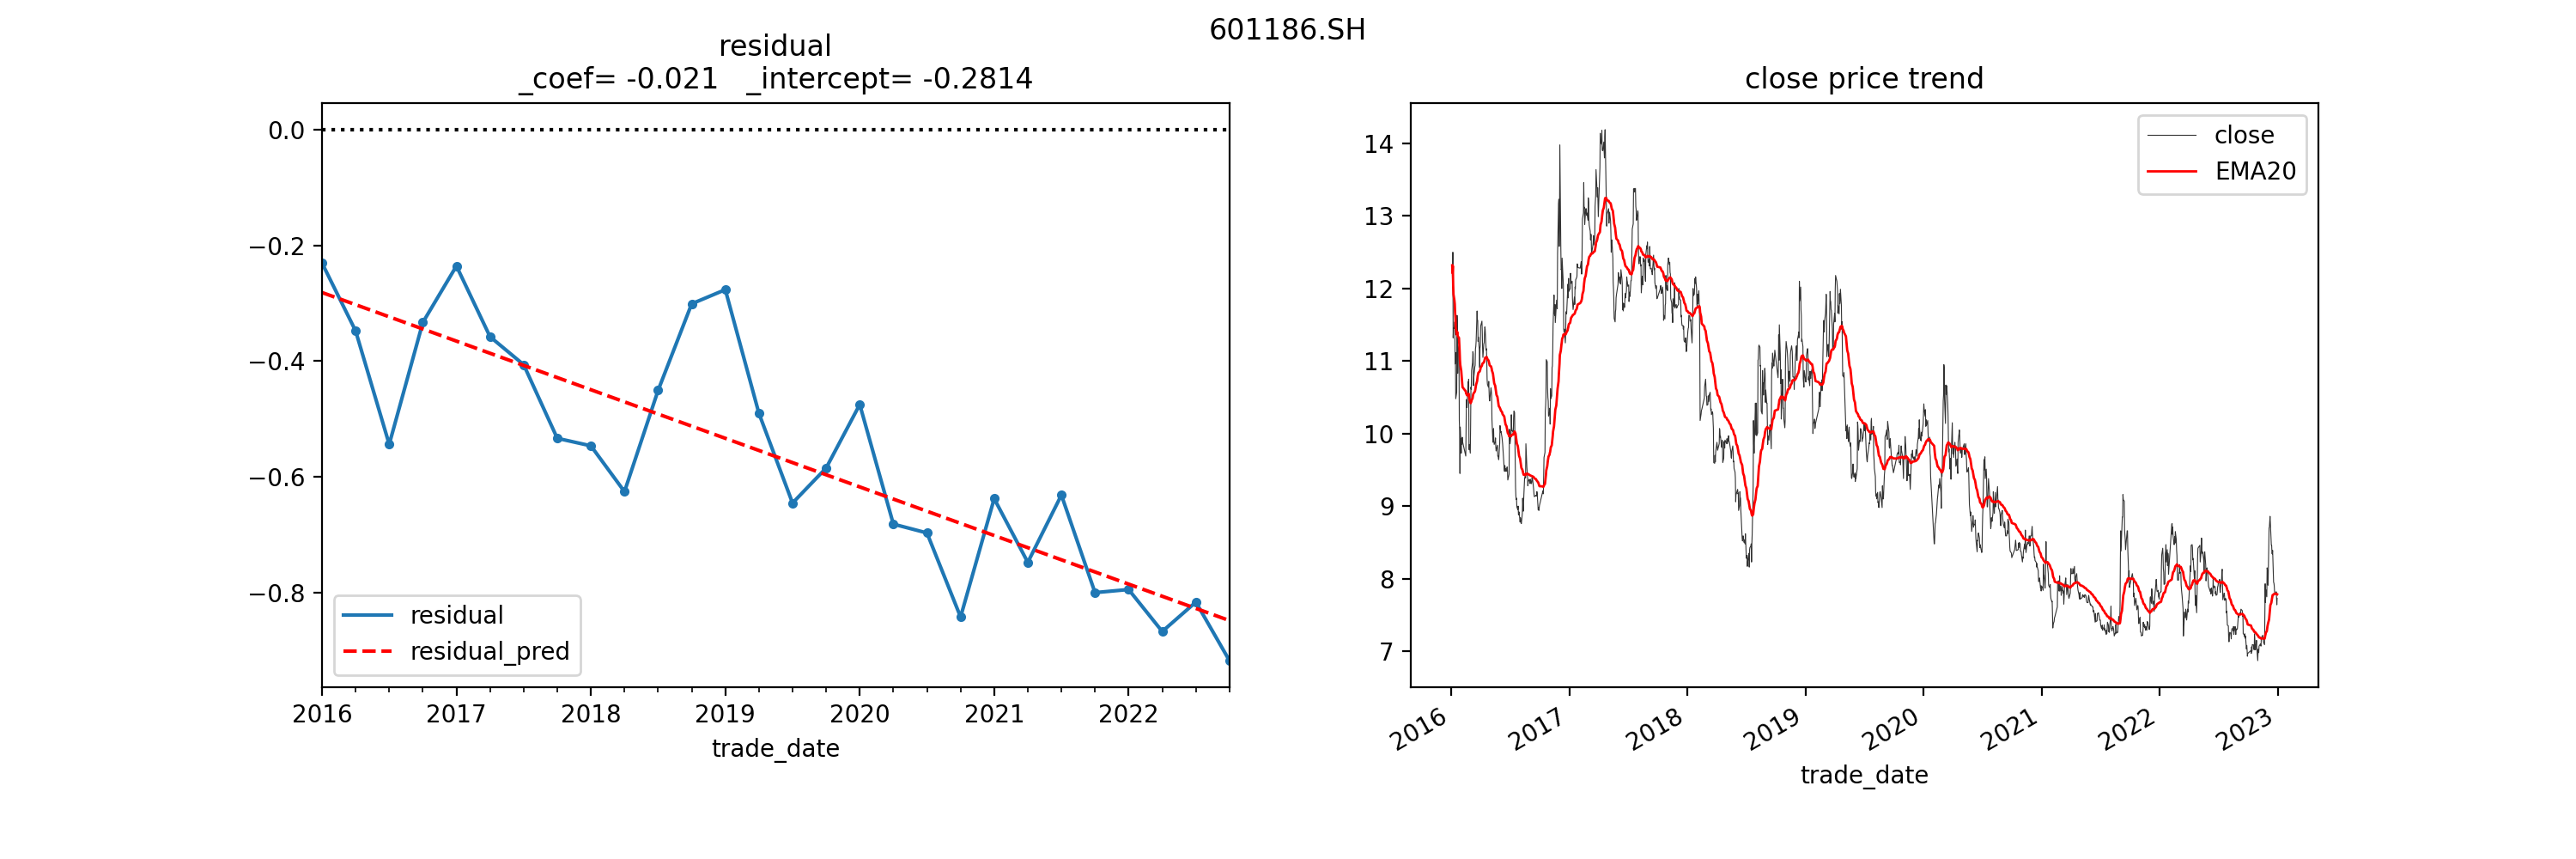 601186.SH
residual
_coef= -0.021 _intercept= -0.2814
0.0
−0.2
−0.4
−0.6
−0.8
residual
residual_pred
2016 2017 2018 2019 2020 2021 2022
trade_date
close price trend
14
13
12
11
10
9
8
7
close
EMA20
2016 2017 2018 2019 2020 2021 2022 2023
trade_date